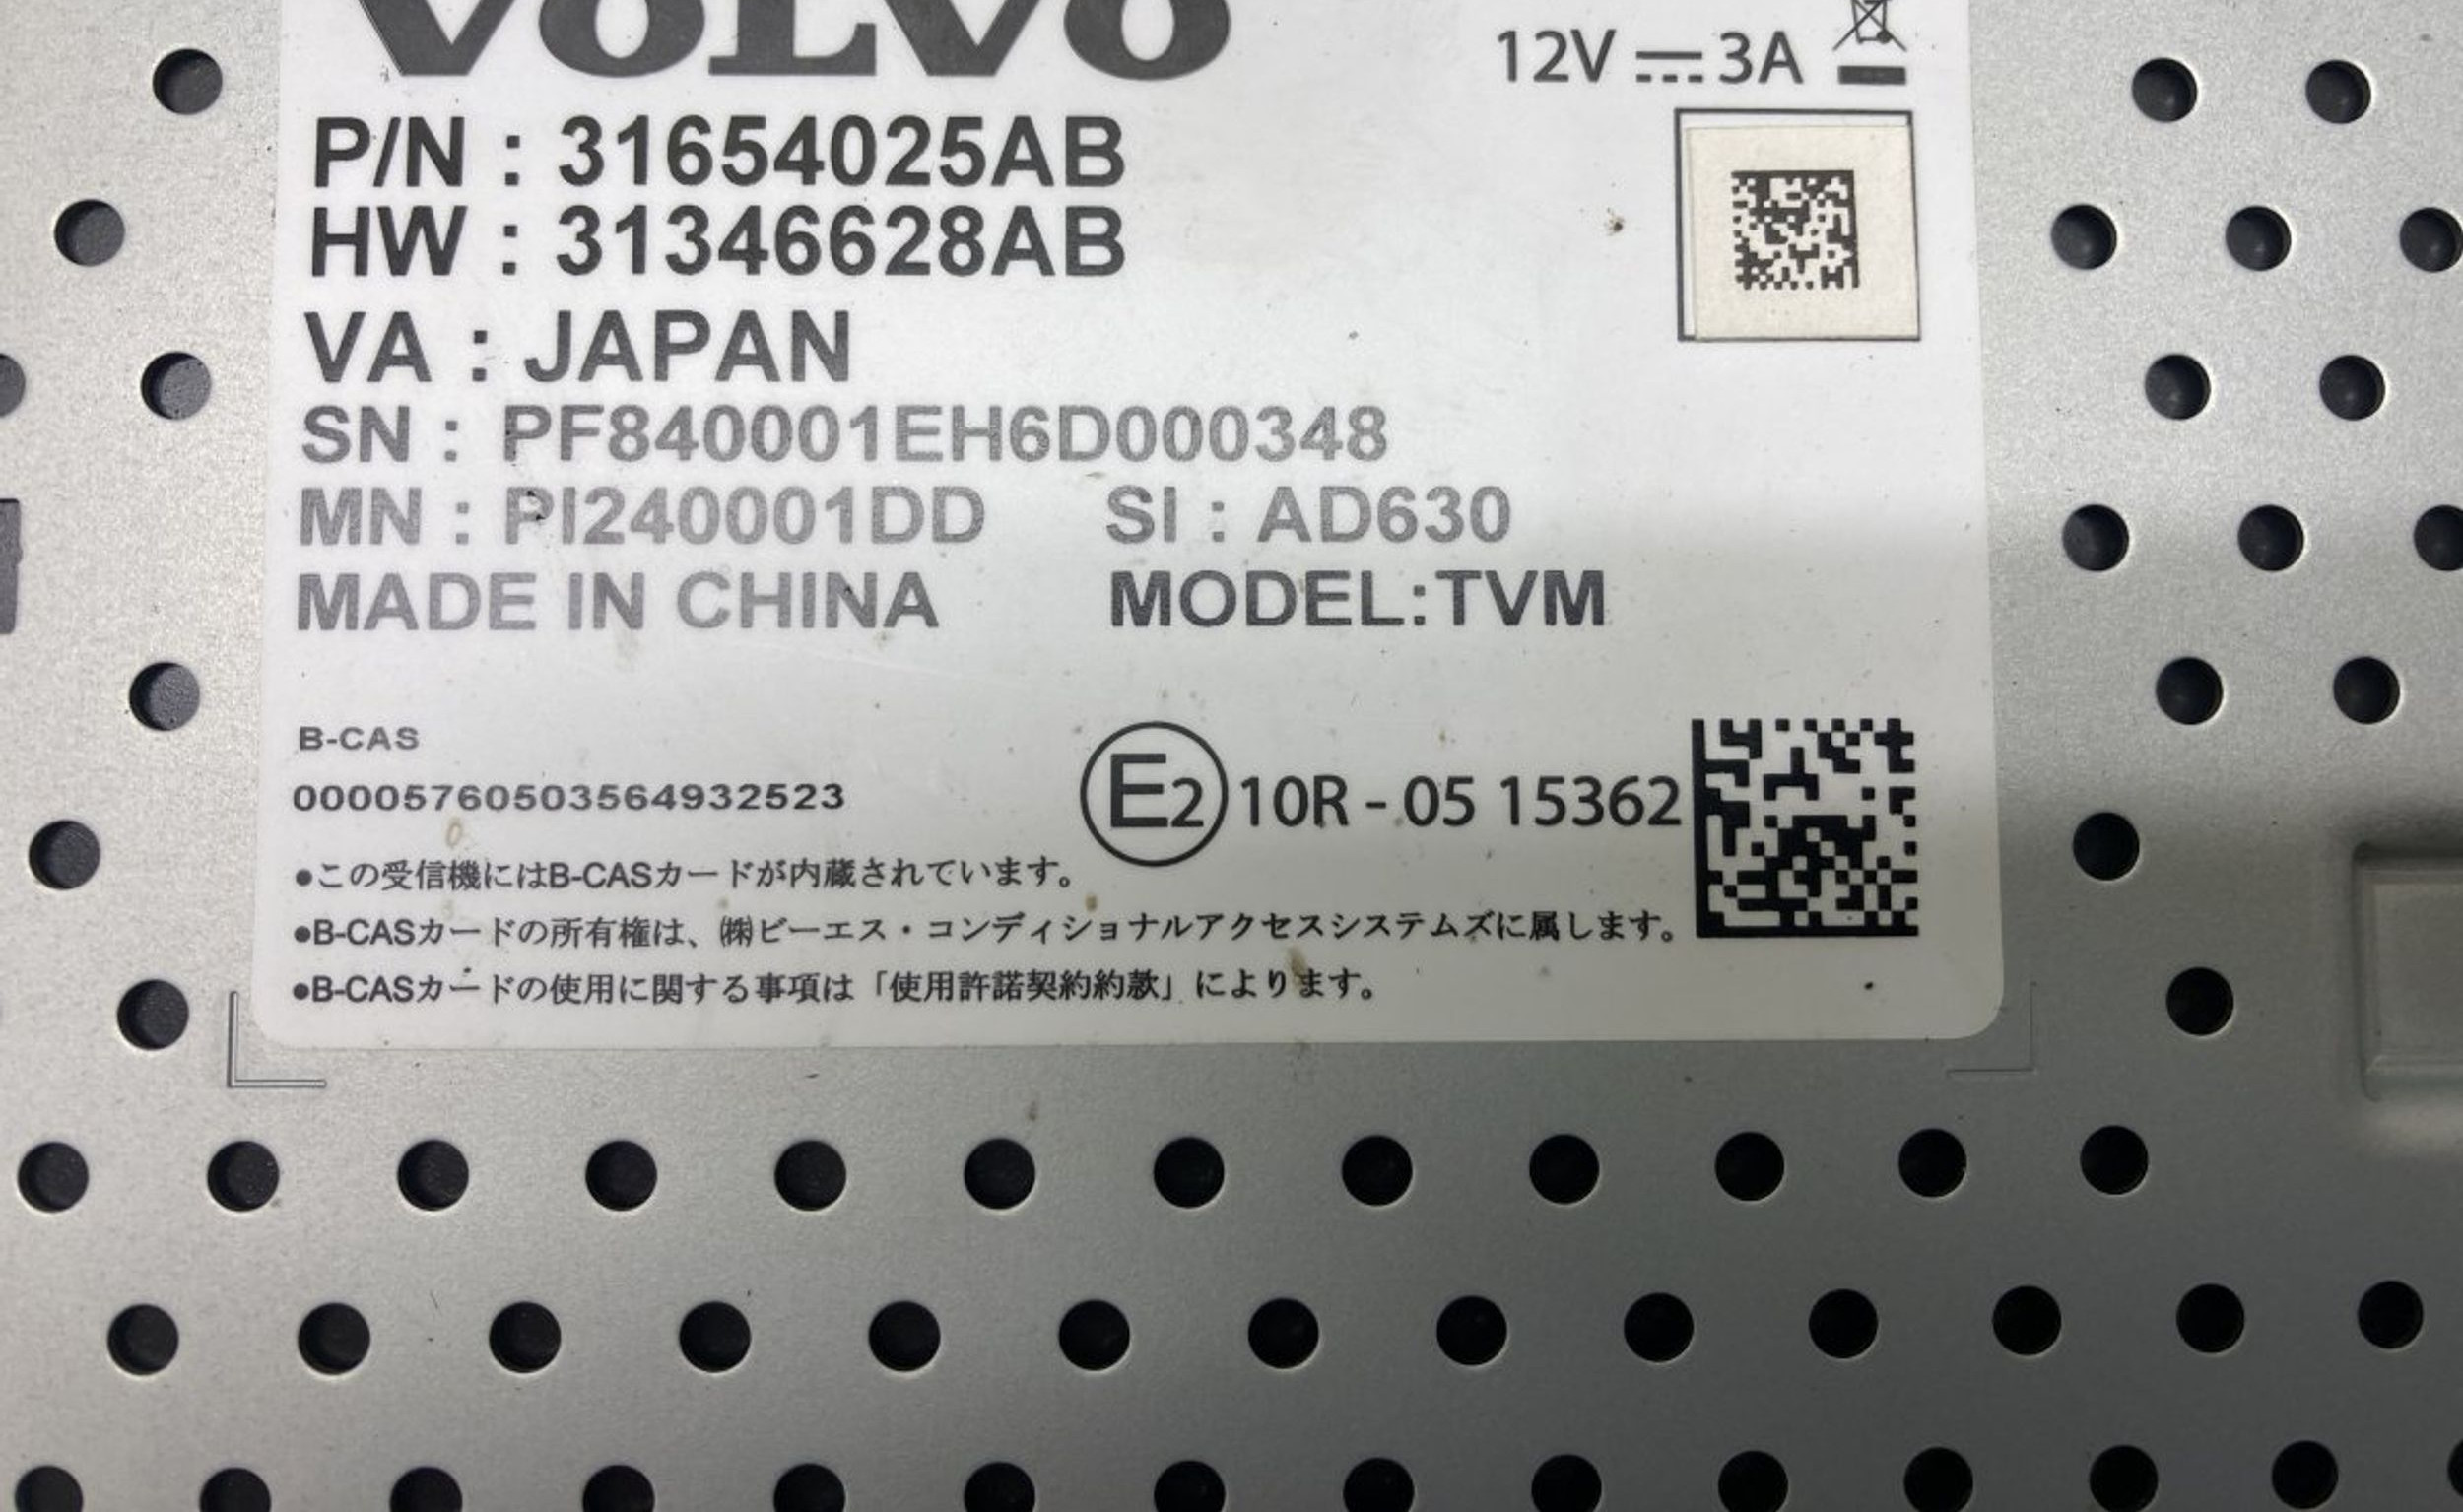 VOLVO
12V 3A
P/N : 31654025AB
HW : 31346628AB
VA : JAPAN
SN : PF840001EH6D000348
MN : PI240001DD SI : AD630
MADE IN CHINA MODEL:TVM
B-CAS
00005760503564932523
E2 10R - 05 15362
●この受信機にはB-CASカードが内蔵されています。
●B-CASカードの所有権は、㈱ビーエス・コンディショナルアクセスシステムズに属します。
●B-CASカードの使用に関する事項は「使用許諾契約約款」によります。